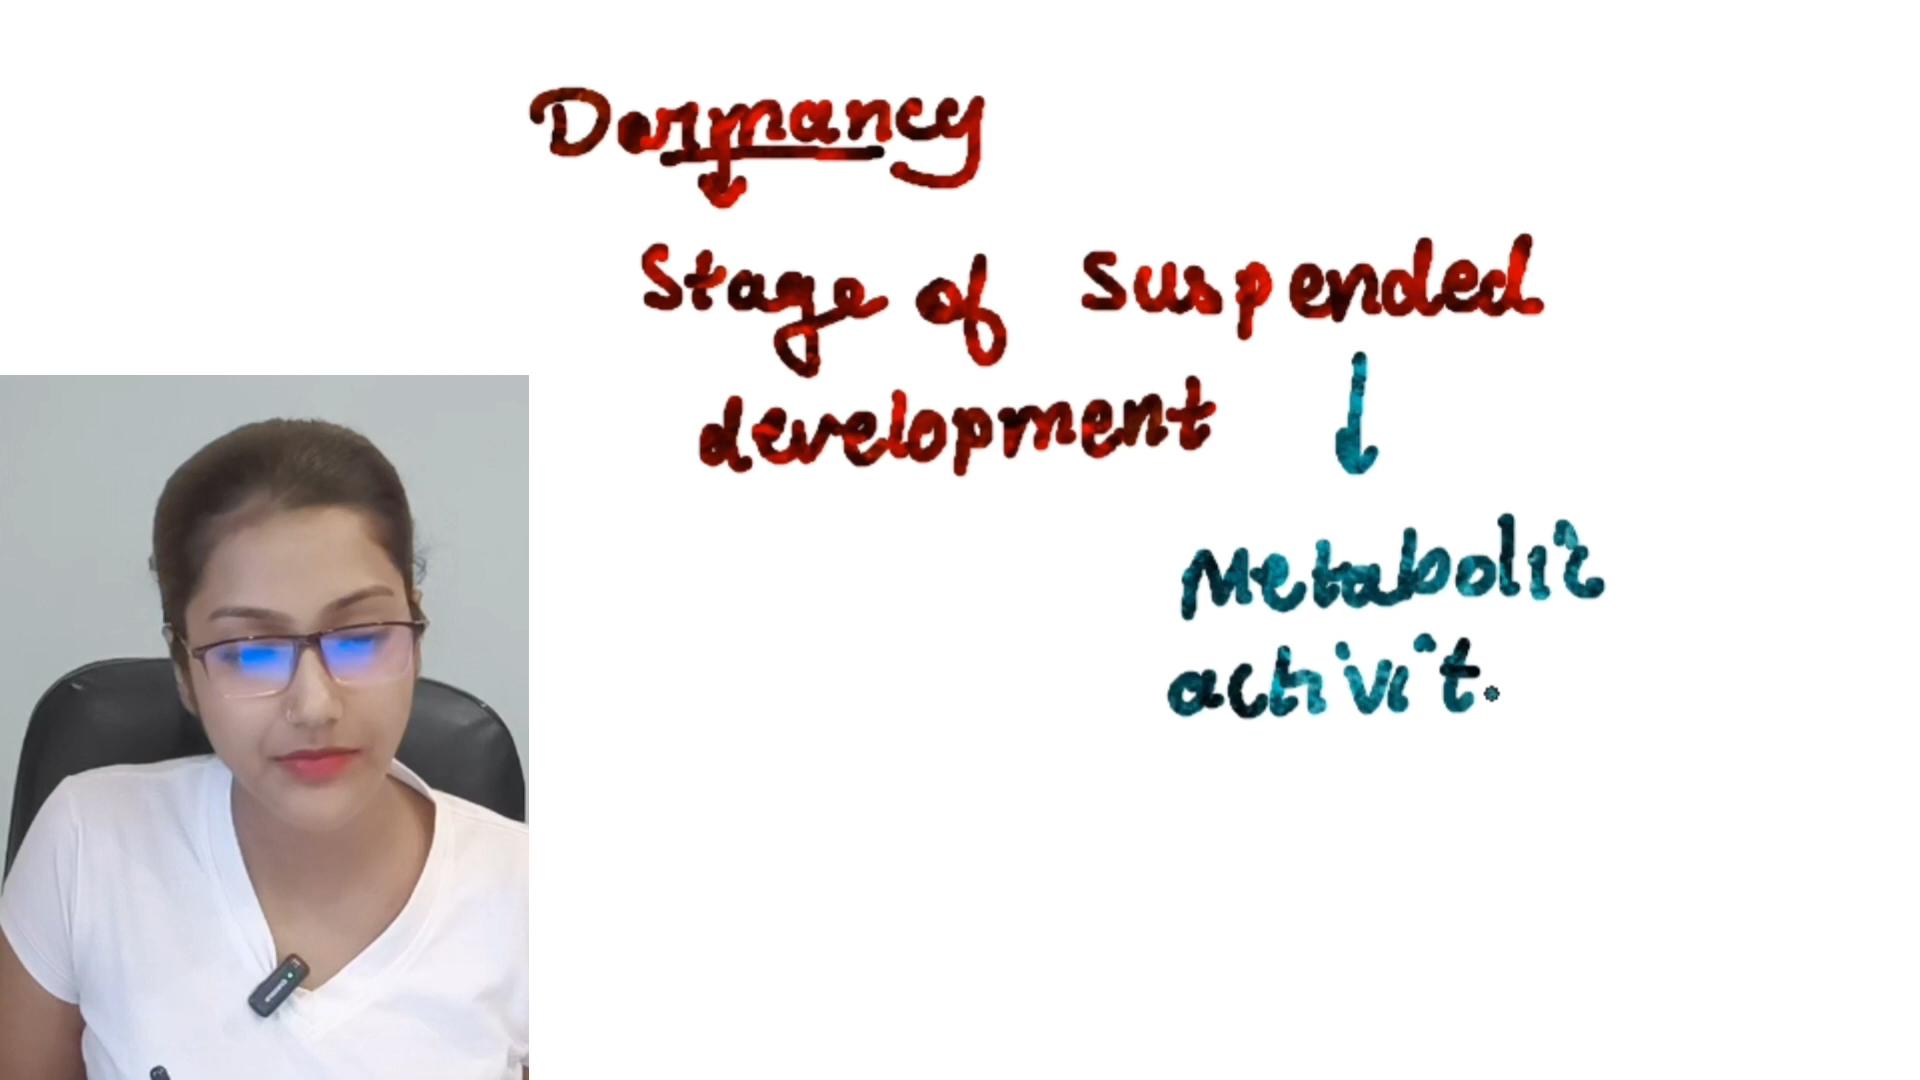 Dormancy
Stage of suspended
development
Metabolic
activit